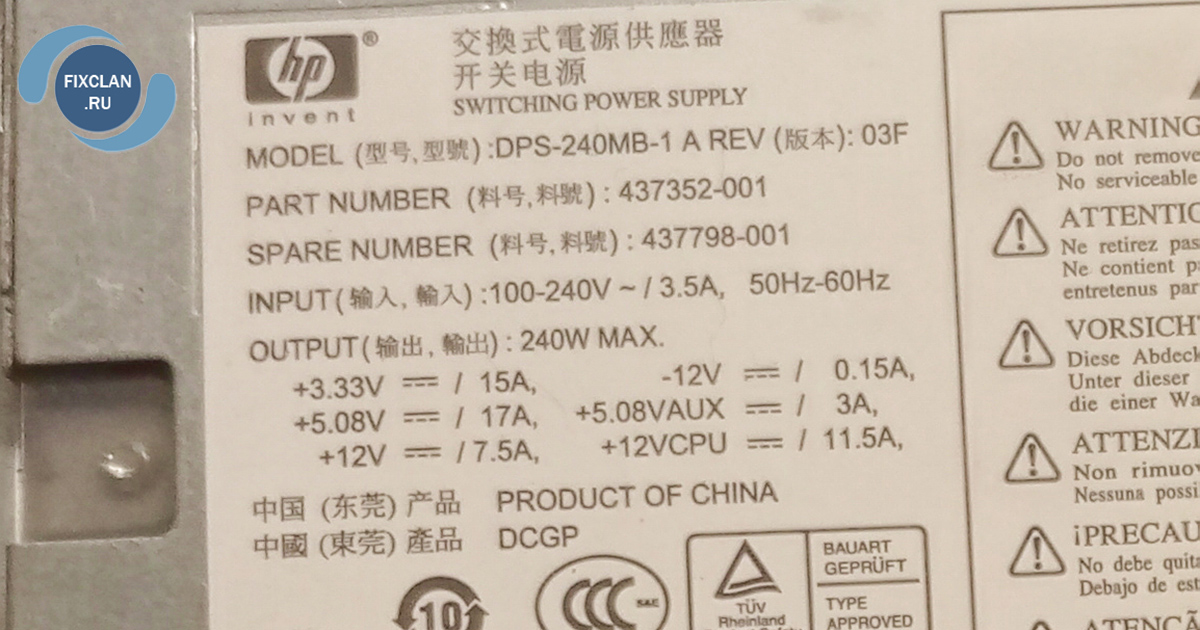 FIXCLAN
.RU
hp®
invent
交換式電源供應器
开关电源
SWITCHING POWER SUPPLY
MODEL (型号,型號) :DPS-240MB-1 A REV (版本): 03F
PART NUMBER (料号,料號) : 437352-001
SPARE NUMBER (料号,料號) : 437798-001
INPUT(输入, 輸入) :100-240V ~ / 3.5A, 50Hz-60Hz
OUTPUT(输出, 輸出) : 240W MAX.
+3.33V ⎓ / 15A, -12V ⎓ / 0.15A,
+5.08V ⎓ / 17A, +5.08VAUX ⎓ / 3A,
+12V ⎓ / 7.5A, +12VCPU ⎓ / 11.5A,
中国 (东莞) 产品 PRODUCT OF CHINA
中國 (東莞) 產品 DCGP
10
CCC S&E
TÜV
Rheinland
BAUART
GEPRÜFT
TYPE
APPROVED
WARNING
Do not remove
No serviceable
ATTENTIO
Ne retirez pas
Ne contient
entretenus par
VORSICHT
Diese Abdeck
Unter dieser
die einer Wa
ATTENZI
Non rimuov
Nessuna possi
¡PRECAU
No debe quita
Debajo de est
ATENÇÃ